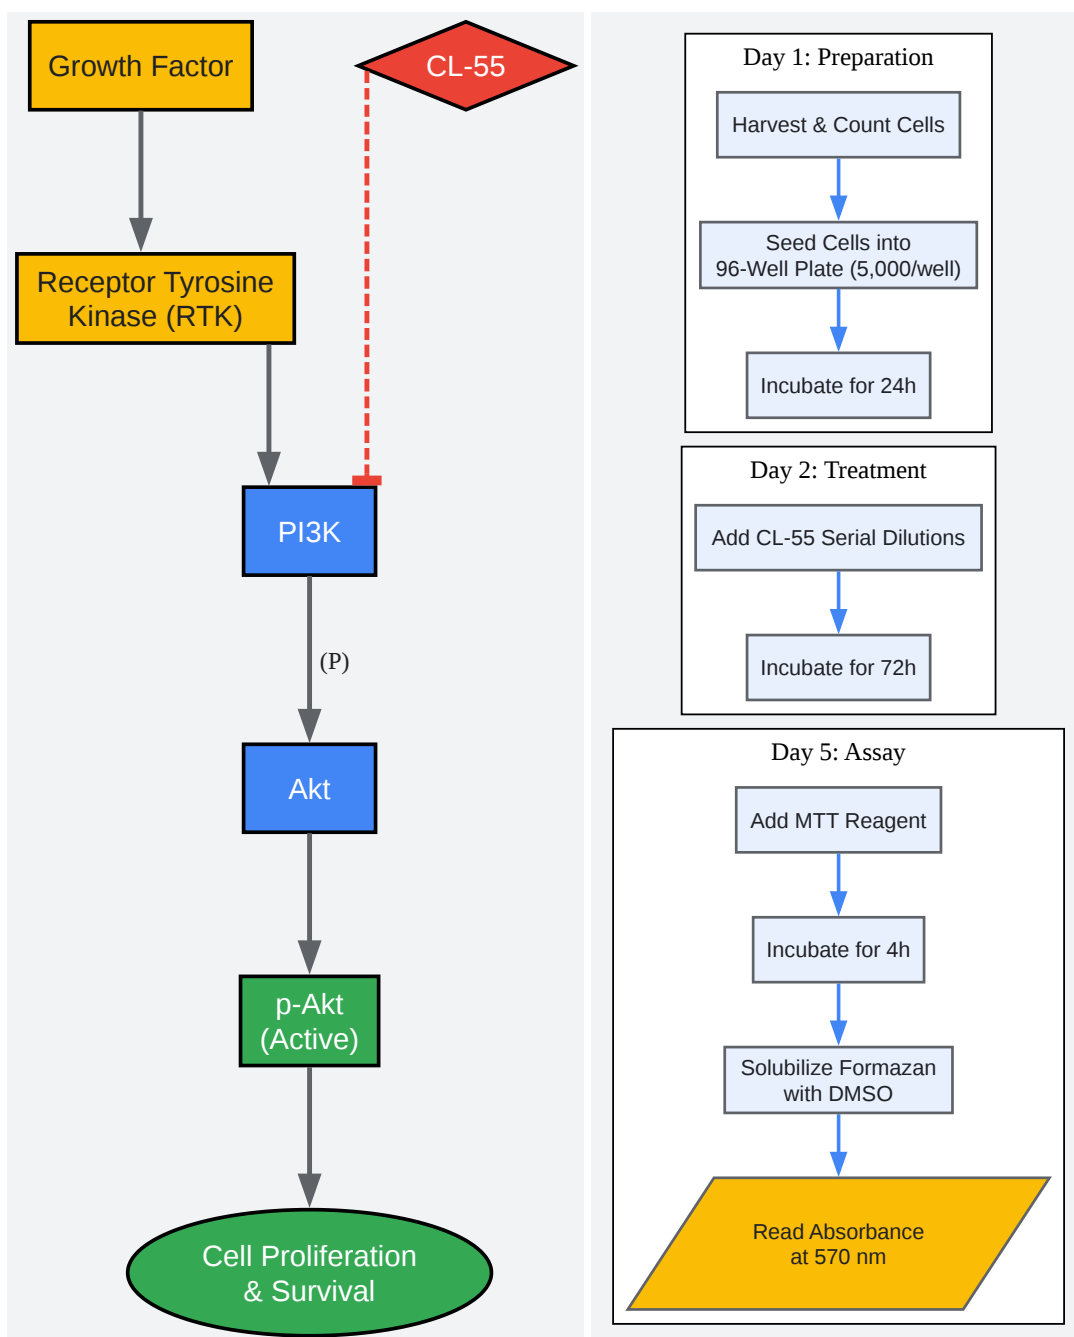 Growth Factor
CL-55
Receptor Tyrosine
Kinase (RTK)
PI3K
(P)
Akt
p-Akt
(Active)
Cell Proliferation
& Survival
Day 1: Preparation
Harvest & Count Cells
Seed Cells into
96-Well Plate (5,000/well)
Incubate for 24h
Day 2: Treatment
Add CL-55 Serial Dilutions
Incubate for 72h
Day 5: Assay
Add MTT Reagent
Incubate for 4h
Solubilize Formazan
with DMSO
Read Absorbance
at 570 nm